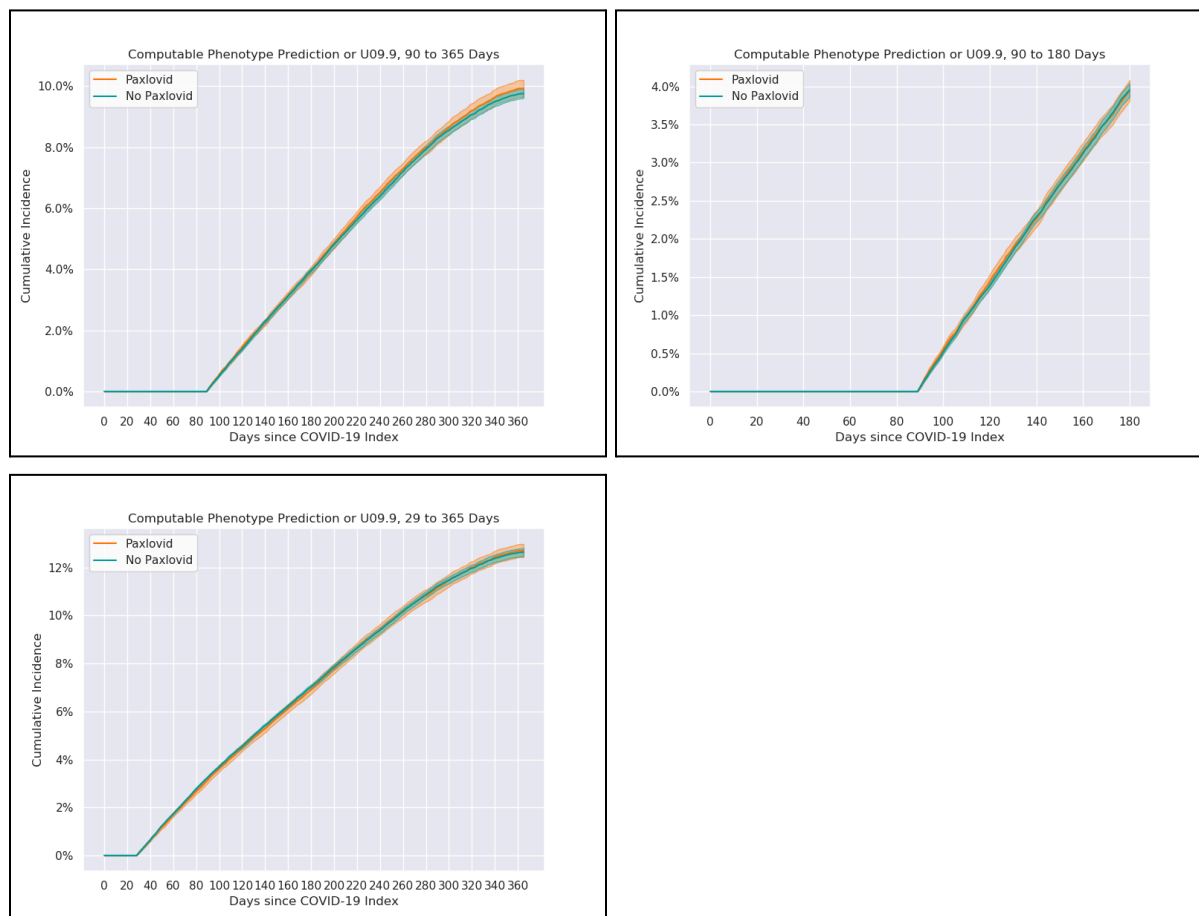 Computable Phenotype Prediction or U09.9, 90 to 365 Days
Paxlovid
No Paxlovid
10.0%
8.0%
6.0%
4.0%
2.0%
0.0%
Cumulative Incidence
0 20 40 60 80 100 120 140 160 180 200 220 240 260 280 300 320 340 360
Days since COVID-19 Index
Computable Phenotype Prediction or U09.9, 90 to 180 Days
Paxlovid
No Paxlovid
4.0%
3.5%
3.0%
2.5%
2.0%
1.5%
1.0%
0.5%
0.0%
Cumulative Incidence
0 20 40 60 80 100 120 140 160 180
Days since COVID-19 Index
Computable Phenotype Prediction or U09.9, 29 to 365 Days
Paxlovid
No Paxlovid
12%
10%
8%
6%
4%
2%
0%
Cumulative Incidence
0 20 40 60 80 100 120 140 160 180 200 220 240 260 280 300 320 340 360
Days since COVID-19 Index